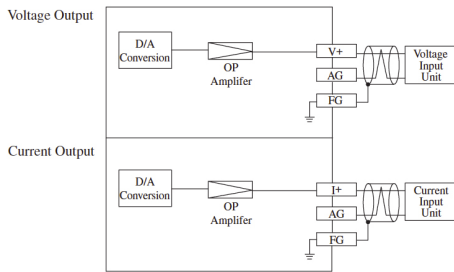 Voltage Output
D/A
Conversion
OP
Amplifer
V+
AG
FG
Voltage
Input
Unit
Current Output
D/A
Conversion
OP
Amplifer
I+
AG
FG
Current
Input
Unit